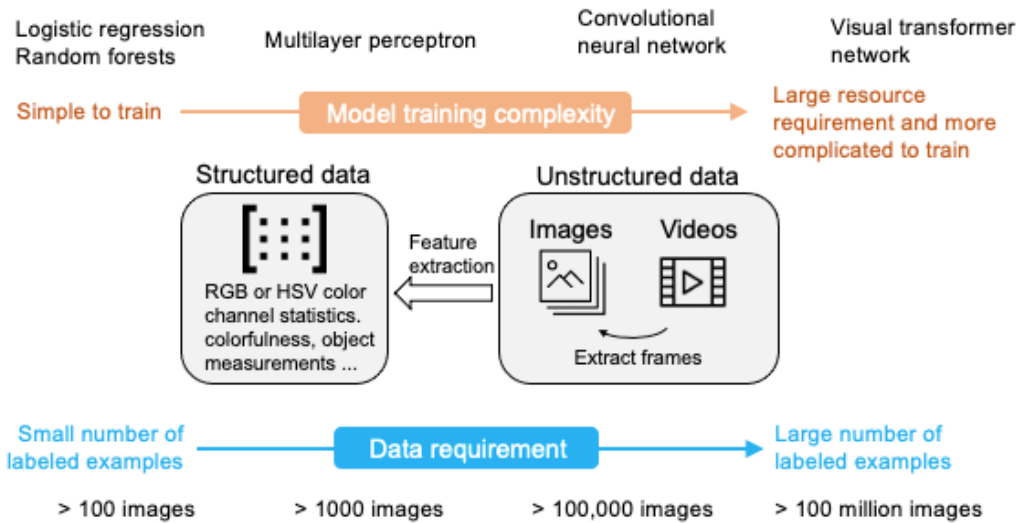 Logistic regression
Random forests
Multilayer perceptron
Convolutional
neural network
Visual transformer
network
Simple to train
Model training complexity
Large resource
requirement and more
complicated to train
Structured data
RGB or HSV color
channel statistics.
colorfulness, object
measurements ...
Feature
extraction
Unstructured data
Images
Videos
Extract frames
Small number of
labeled examples
Data requirement
Large number of
labeled examples
> 100 images
> 1000 images
> 100,000 images
> 100 million images